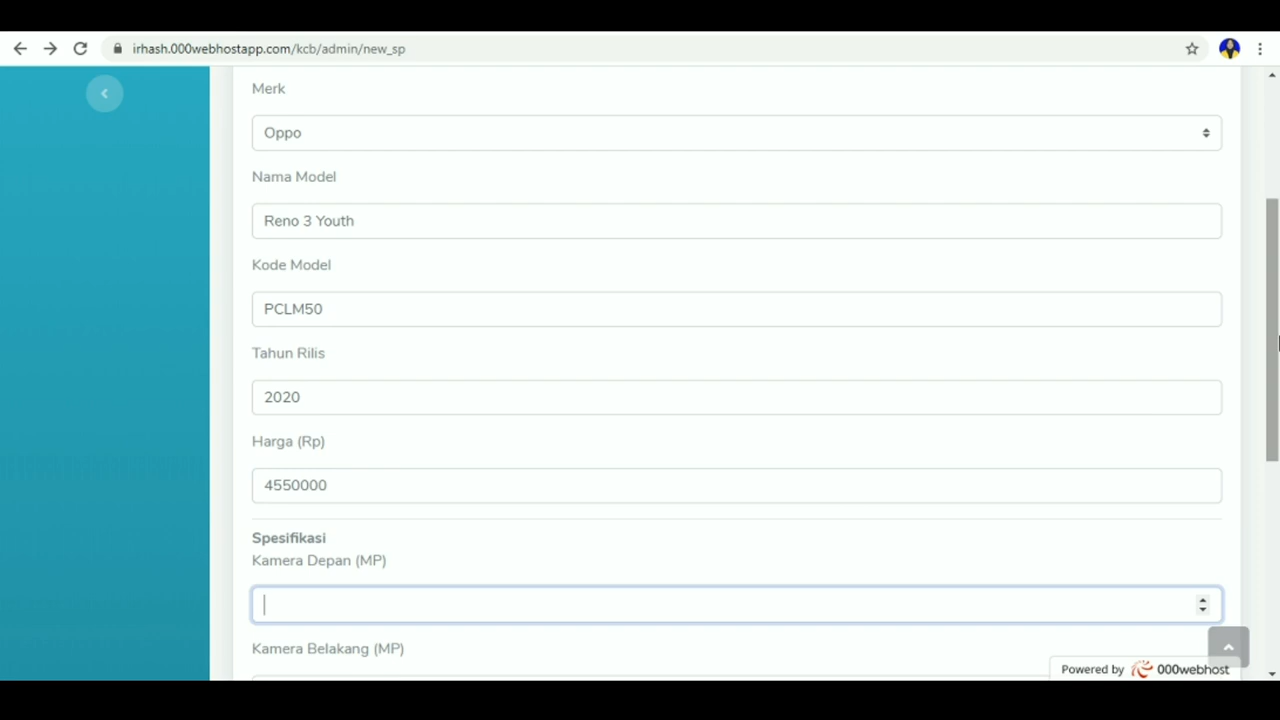 irhash.000webhostapp.com/kcb/admin/new_sp
Merk
Oppo
Nama Model
Reno 3 Youth
Kode Model
PCLM50
Tahun Rilis
2020
Harga (Rp)
4550000
Spesifikasi
Kamera Depan (MP)
Kamera Belakang (MP)
Powered by 000webhost